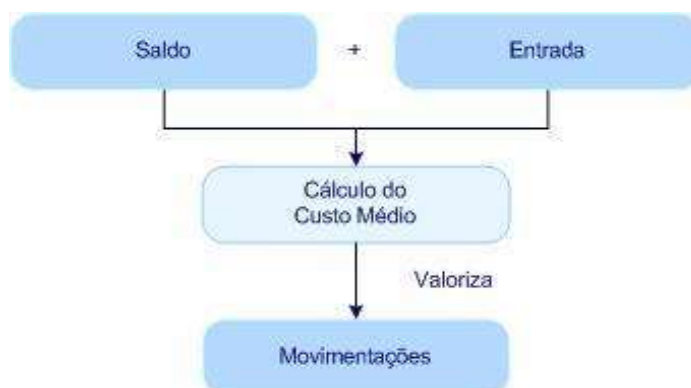 Saldo + Entrada
Cálculo do
Custo Médio
Valoriza
Movimentações